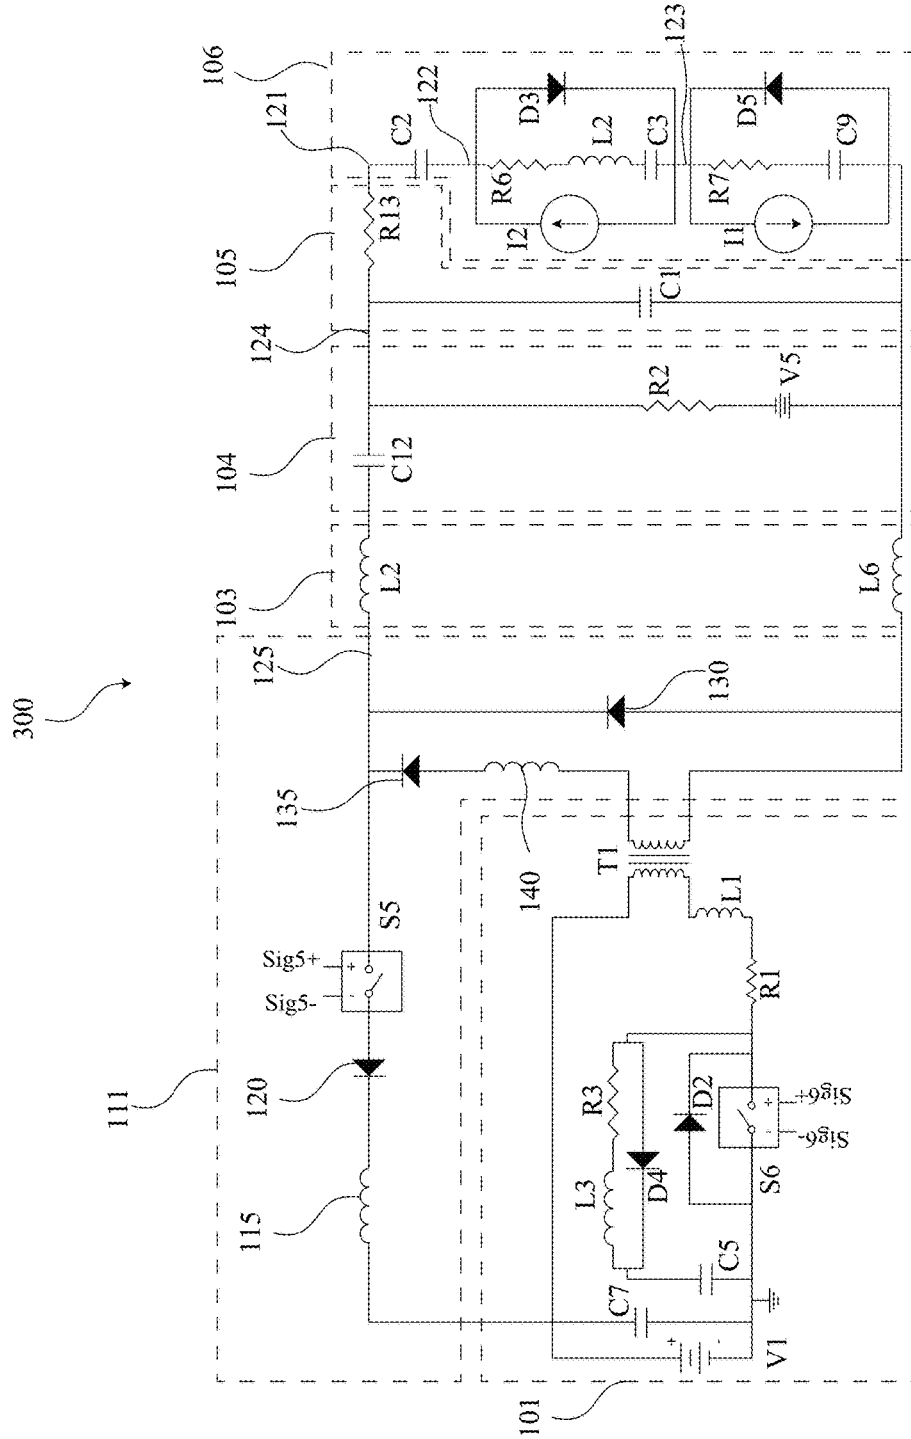 300
111
103
104
105
106
125
124
121
C2
122
123
R13
D3
D5
L2
C3
C9
R6
R7
I2
I1
C1
R2
V5
C12
L2
L6
130
135
140
T1
L1
R1
Sig5+
Sig5-
+
-
S5
120
115
R3
L3
D4
D2
S6
+
-
Sig6+
Sig6-
C5
C7
+
-
V1
101